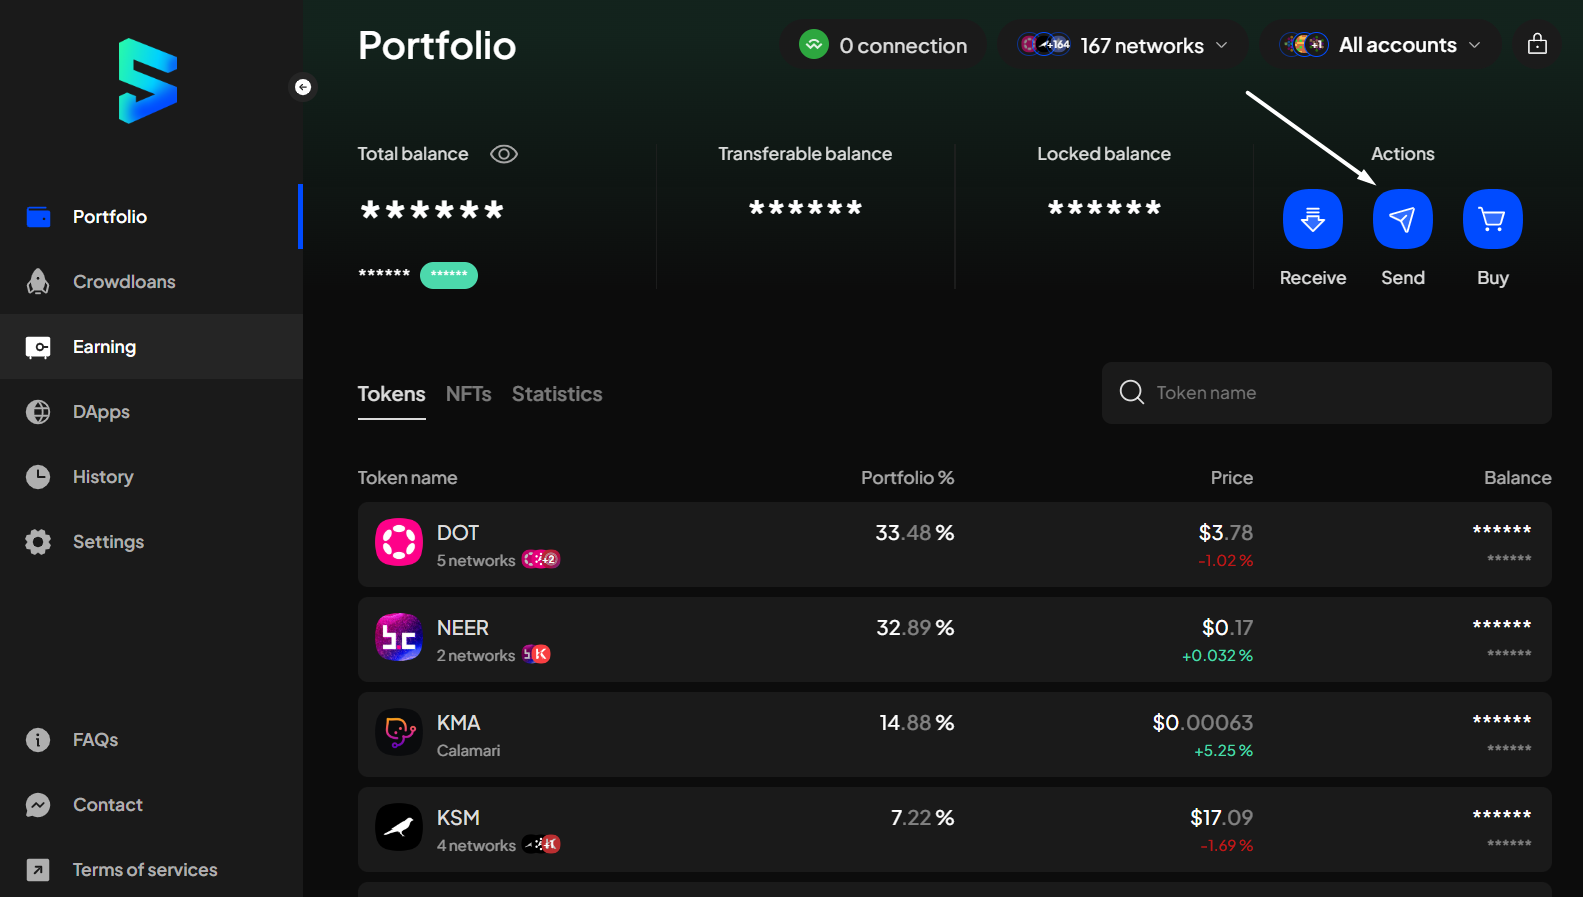 Portfolio
0 connection
+164
167 networks
+1
All accounts
Total balance
******
******
******
Transferable balance
******
Locked balance
******
Actions
Receive
Send
Buy
Portfolio
Crowdloans
Earning
DApps
History
Settings
FAQs
Contact
Terms of services
Tokens
NFTs
Statistics
Token name
Token name
Portfolio %
Price
Balance
DOT
5 networks
+2
33.48 %
$3.78
-1.02 %
******
******
NEER
2 networks
32.89 %
$0.17
+0.032 %
******
******
KMA
Calamari
14.88 %
$0.00063
+5.25 %
******
******
KSM
4 networks
7.22 %
$17.09
-1.69 %
******
******